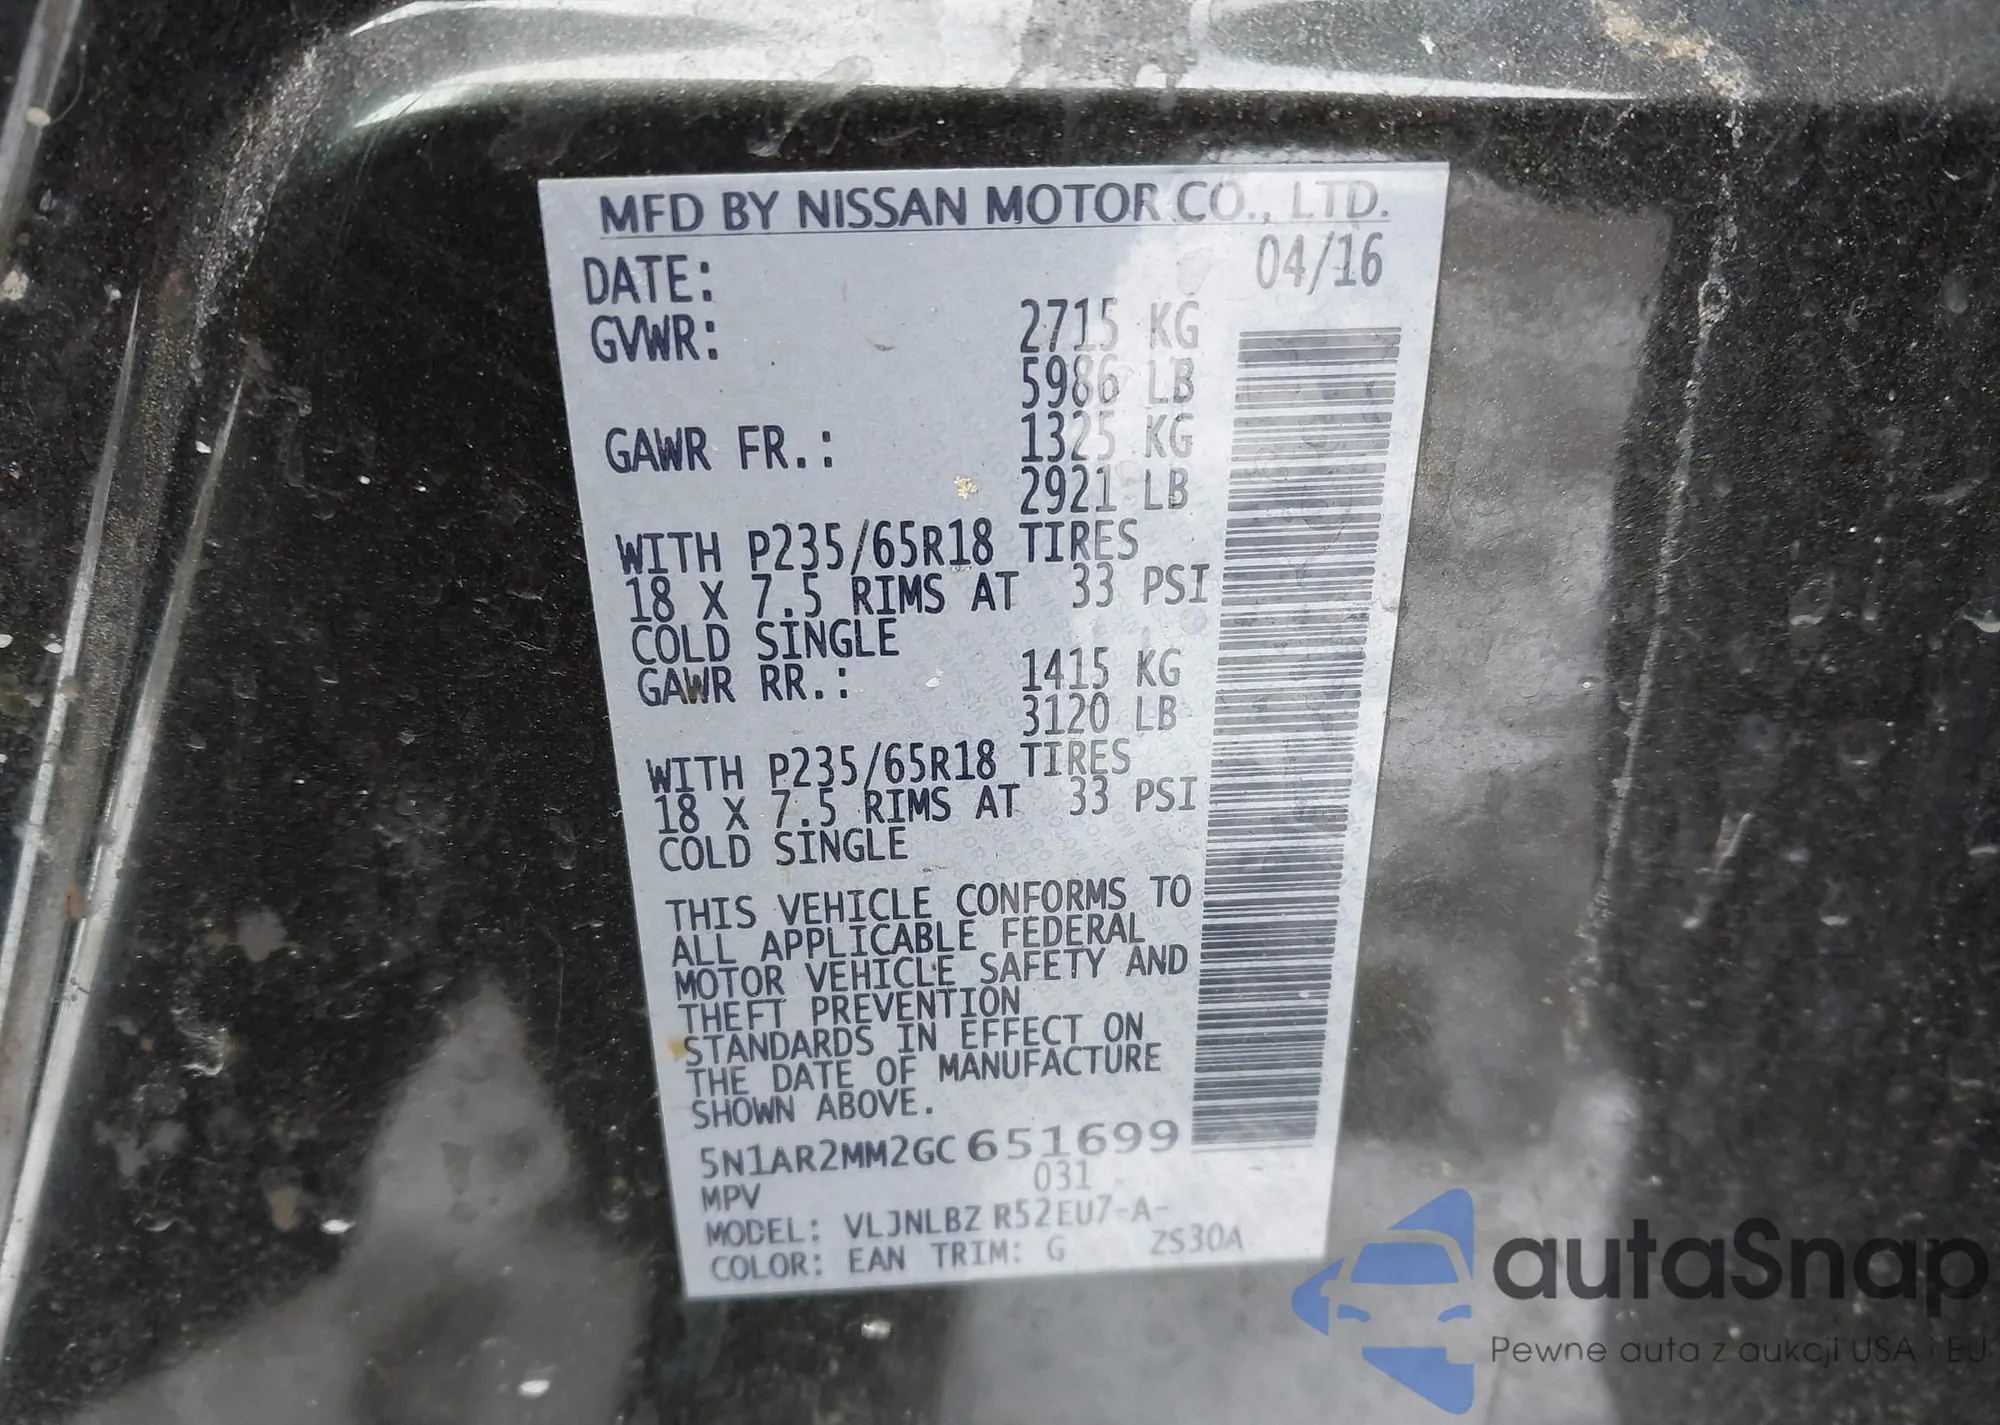 MFD BY NISSAN MOTOR CO., LTD.
DATE: 04/16
GVWR: 2715 KG
5986 LB
GAWR FR.: 1325 KG
2921 LB
WITH P235/65R18 TIRES
18 X 7.5 RIMS AT 33 PSI
COLD SINGLE
GAWR RR.: 1415 KG
3120 LB
WITH P235/65R18 TIRES
18 X 7.5 RIMS AT 33 PSI
COLD SINGLE
THIS VEHICLE CONFORMS TO
ALL APPLICABLE FEDERAL
MOTOR VEHICLE SAFETY AND
THEFT PREVENTION
STANDARDS IN EFFECT ON
THE DATE OF MANUFACTURE
SHOWN ABOVE.
5N1AR2MM2GC651699
MPV 031
MODEL: VLJNLBZ R52EU7-A-
COLOR: EAN TRIM: G ZS30A
autaSnap
Pewne auta z aukcji USA i EU